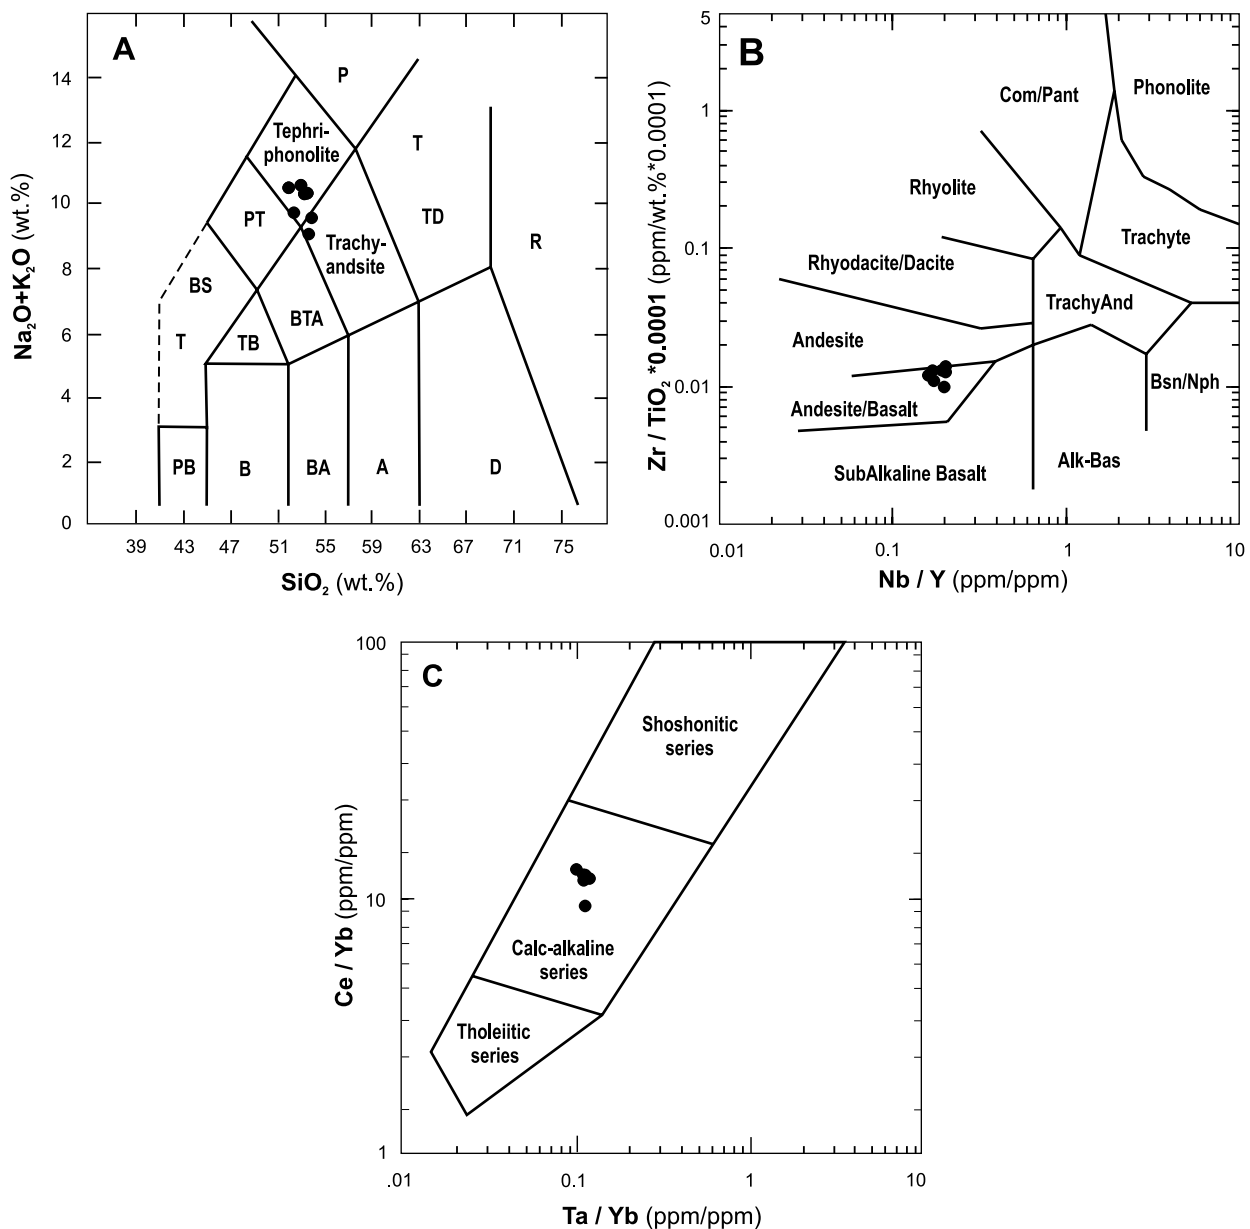 A
Na₂O+K₂O (wt.%)
14
12
10
8
6
4
2
0
P
Tephri-
phonolite
T
PT
TD
Trachy-
andsite
R
BS
BTA
T
TB
PB
B
BA
A
D
39 43 47 51 55 59 63 67 71 75
SiO₂ (wt.%)
B
Zr / TiO₂ *0.0001 (ppm/wt.%*0.0001)
5
1
0.1
0.01
0.001
Com/Pant
Phonolite
Rhyolite
Trachyte
Rhyodacite/Dacite
TrachyAnd
Andesite
Bsn/Nph
Andesite/Basalt
Alk-Bas
SubAlkaline Basalt
0.01 0.1 1 10
Nb / Y (ppm/ppm)
C
Ce / Yb (ppm/ppm)
100
10
1
Shoshonitic
series
Calc-alkaline
series
Tholeiitic
series
.01 0.1 1 10
Ta / Yb (ppm/ppm)